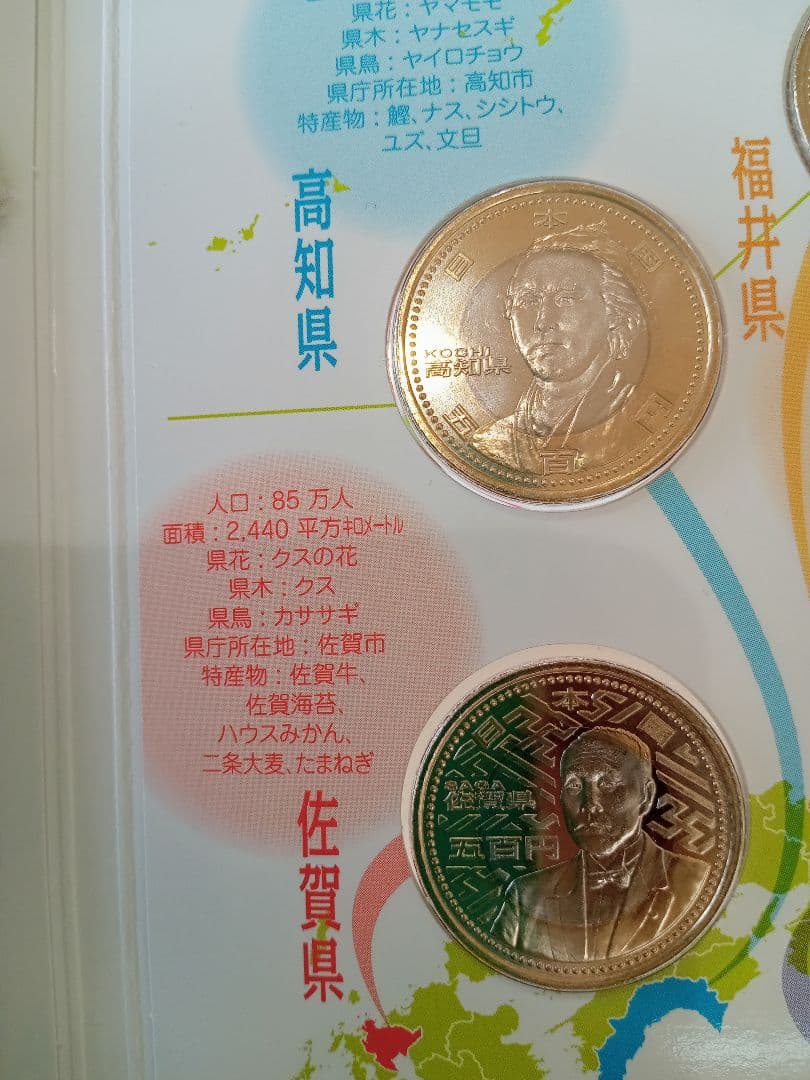 県花：ヤマモモ
県木：ヤナセスギ
県鳥：ヤイロチョウ
県庁所在地：高知市
特産物：鰹、ナス、シシトウ、
ユズ、文旦
高知県
福井県
日本国
KOCHI
高知県
五百円
人口：85 万人
面積：2,440 平方キロメートル
県花：クスの花
県木：クス
県鳥：カササギ
県庁所在地：佐賀市
特産物：佐賀牛、
佐賀海苔、
ハウスみかん、
二条大麦、たまねぎ
佐賀県
日本国
SAGA
佐賀県
五百円